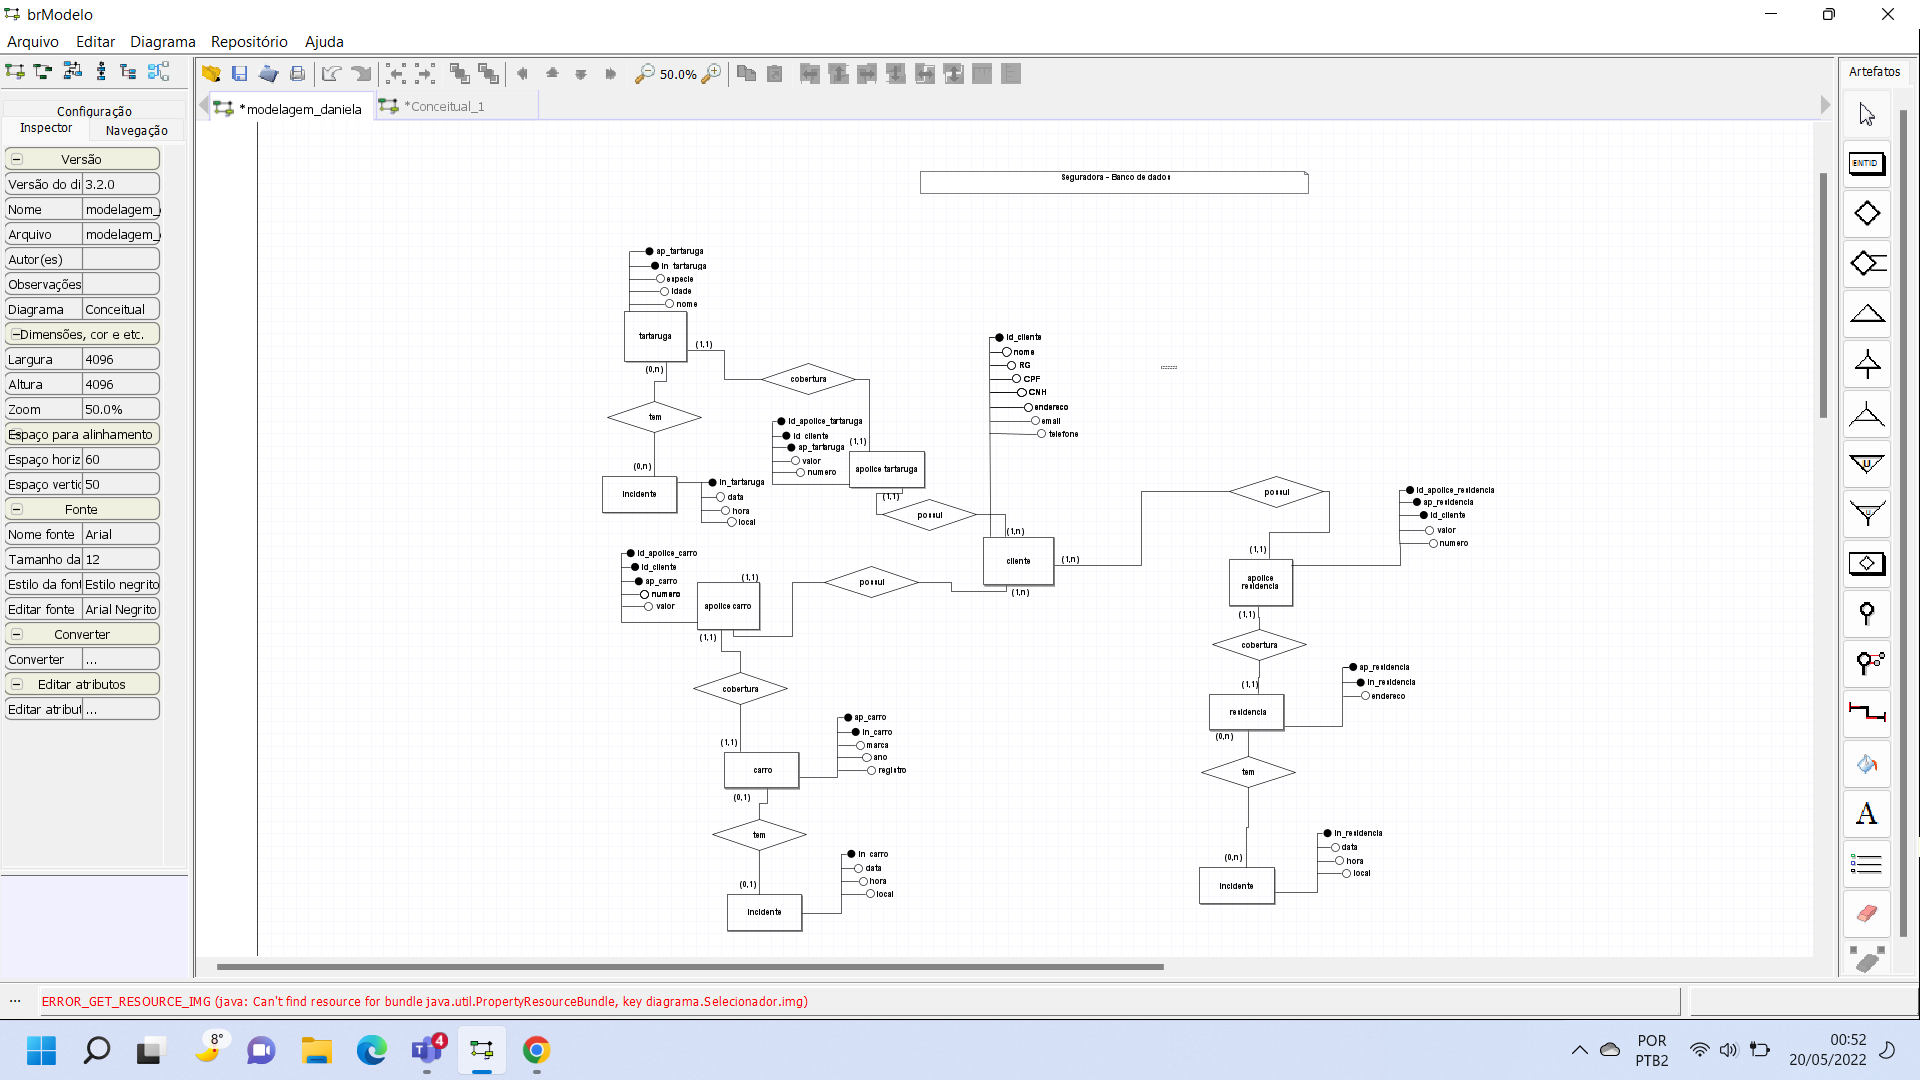 brModelo
Arquivo Editar Diagrama Repositório Ajuda
50.0%
Artefatos
Configuração
Inspector Navegação
*modelagem_daniela
*Conceitual_1
Versão
Versão do di 3.2.0
Nome modelagem_
Arquivo modelagem_
Autor(es)
Observações
Diagrama Conceitual
Dimensões, cor e etc.
Largura 4096
Altura 4096
Zoom 50.0%
Espaço para alinhamento
Espaço horiz 60
Espaço vertic 50
Fonte
Nome fonte Arial
Tamanho da 12
Estilo da font Estilo negrito
Editar fonte Arial Negrito
Converter
Converter ...
Editar atributos
Editar atribut ...
Seguradora - Banco de dados
ap_tartaruga
in_tartaruga
especie
idade
nome
tartaruga
(1,1)
(0,n)
cobertura
tem
(0,n)
incidente
in_tartaruga
data
hora
local
id_apolice_tartaruga
id_cliente
ap_tartaruga
valor
numero
(1,1)
apolice tartaruga
(1,1)
possui
id_cliente
nome
RG
CPF
CNH
endereco
email
telefone
(1,n)
cliente
(1,n)
(1,n)
possui
id_apolice_carro
id_cliente
ap_carro
numero
valor
(1,1)
apolice carro
(1,1)
cobertura
(1,1)
carro
ap_carro
in_carro
marca
ano
registro
(0,1)
tem
(0,1)
incidente
in_carro
data
hora
local
possui
id_apolice_residencia
ap_residencia
id_cliente
valor
numero
(1,1)
apolice
residencia
(1,1)
cobertura
(1,1)
residencia
ap_residencia
in_residencia
endereco
(0,n)
tem
(0,n)
incidente
in_residencia
data
hora
local
ENTID
U
U
A
... ERROR_GET_RESOURCE_IMG (java: Can't find resource for bundle java.util.PropertyResourceBundle, key diagrama.Selecionador.img)
8°
4
POR
PTB2
00:52
20/05/2022